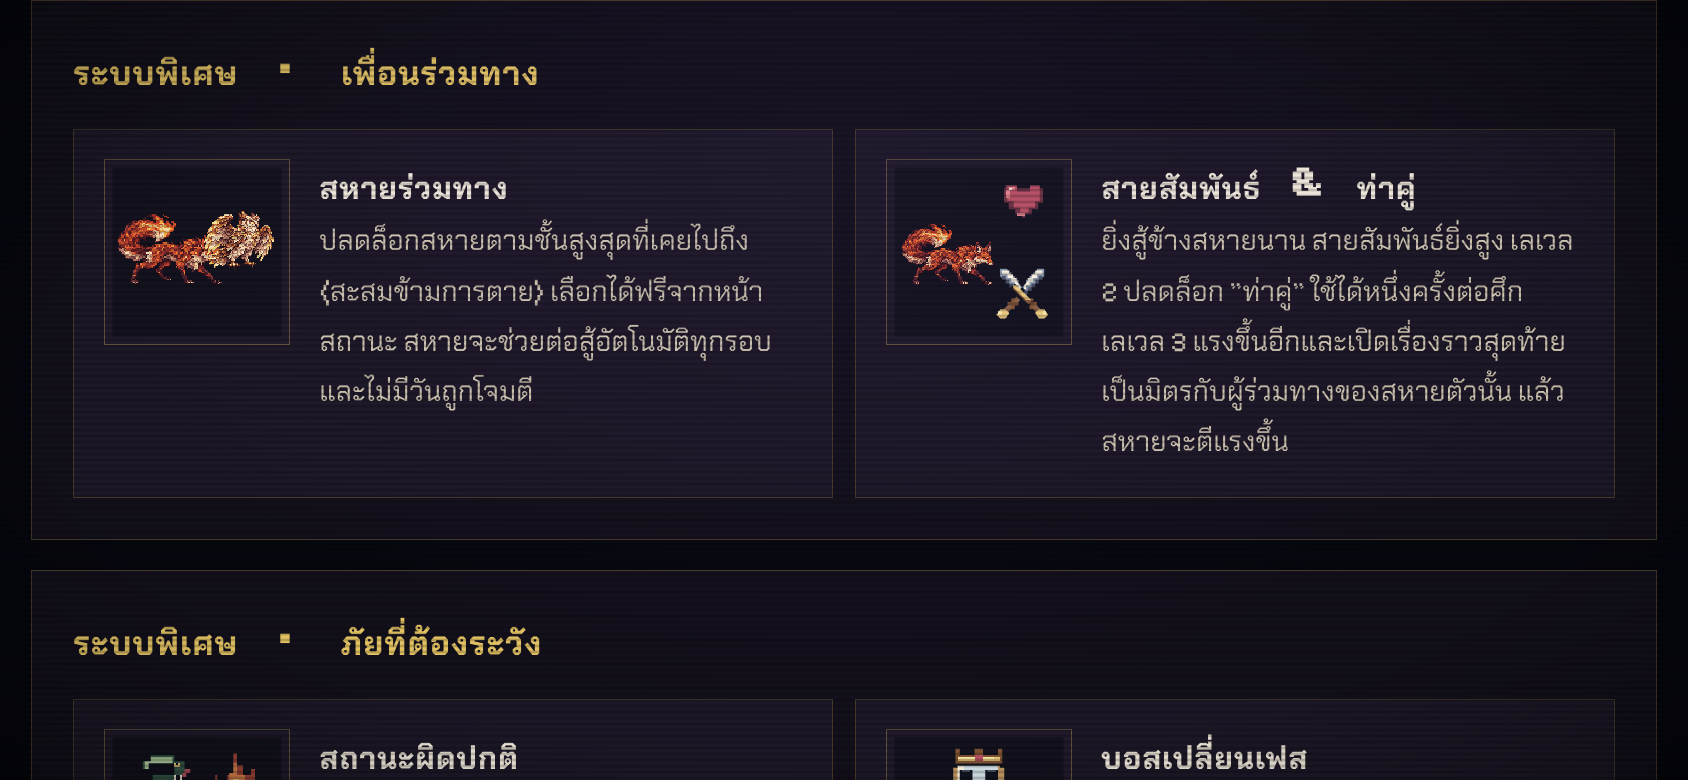 ระบบพิเศษ · เพื่อนร่วมทาง
สหายร่วมทาง
ปลดล็อกสหายตามชั้นสูงสุดที่เคยไปถึง
(สะสมข้ามการตาย) เลือกได้ฟรีจากหน้า
สถานะ สหายจะช่วยต่อสู้อัตโนมัติทุกรอบ
และไม่มีวันถูกโจมตี
สายสัมพันธ์ & ท่าคู่
ยิ่งสู้ข้างสหายนาน สายสัมพันธ์ยิ่งสูง เลเวล
2 ปลดล็อก "ท่าคู่" ใช้ได้หนึ่งครั้งต่อศึก
เลเวล 3 แรงขึ้นอีกและเปิดเรื่องราวสุดท้าย
เป็นมิตรกับผู้ร่วมทางของสหายตัวนั้น แล้ว
สหายจะตีแรงขึ้น
ระบบพิเศษ · ภัยที่ต้องระวัง
สถานะผิดปกติ
บอสเปลี่ยนเฟส